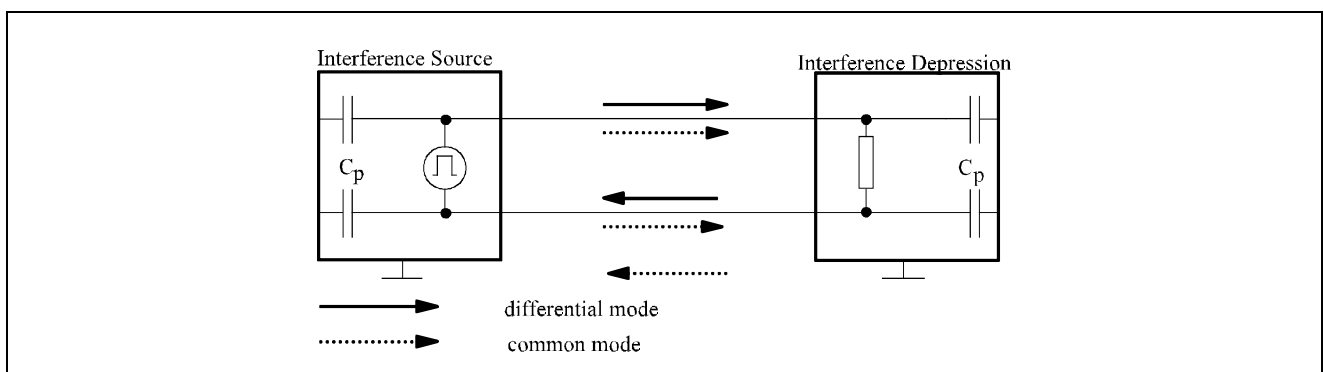 Interference Source
Interference Depression
Cp
Cp
differential mode
common mode